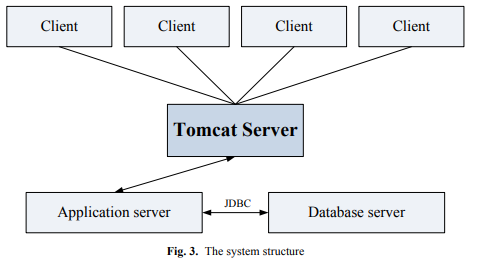 Client
Client
Client
Client
Tomcat Server
Application server
JDBC
Database server
Fig. 3. The system structure